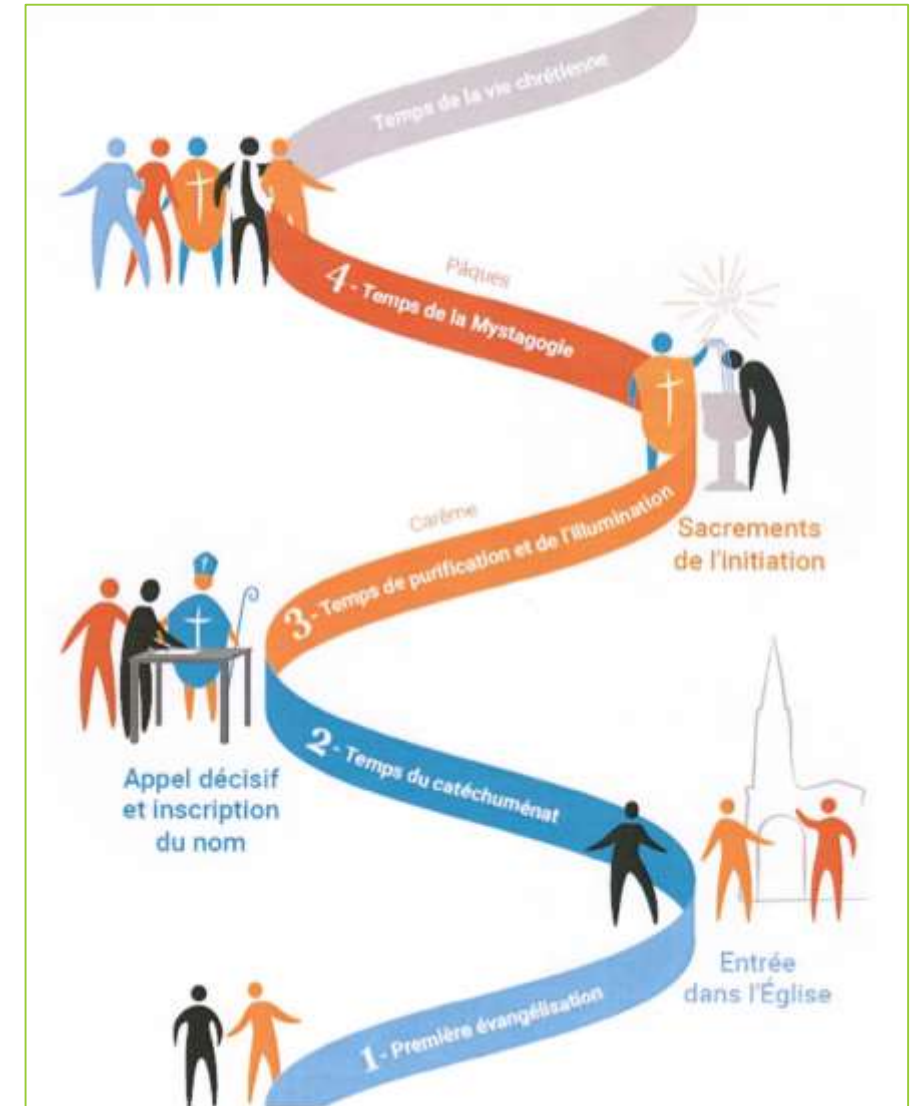 Temps de la vie chrétienne
Pâques
4 - Temps de la Mystagogie
Carême
3 - Temps de purification et de l'Illumination
Sacrements
de l'initiation
Appel décisif
et inscription
du nom
2 - Temps du catéchuménat
Entrée
dans l'Église
1 - Première évangélisation